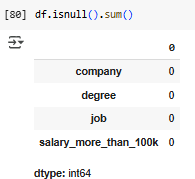 [80] df.isnull().sum()
0
company 0
degree 0
job 0
salary_more_than_100k 0
dtype: int64